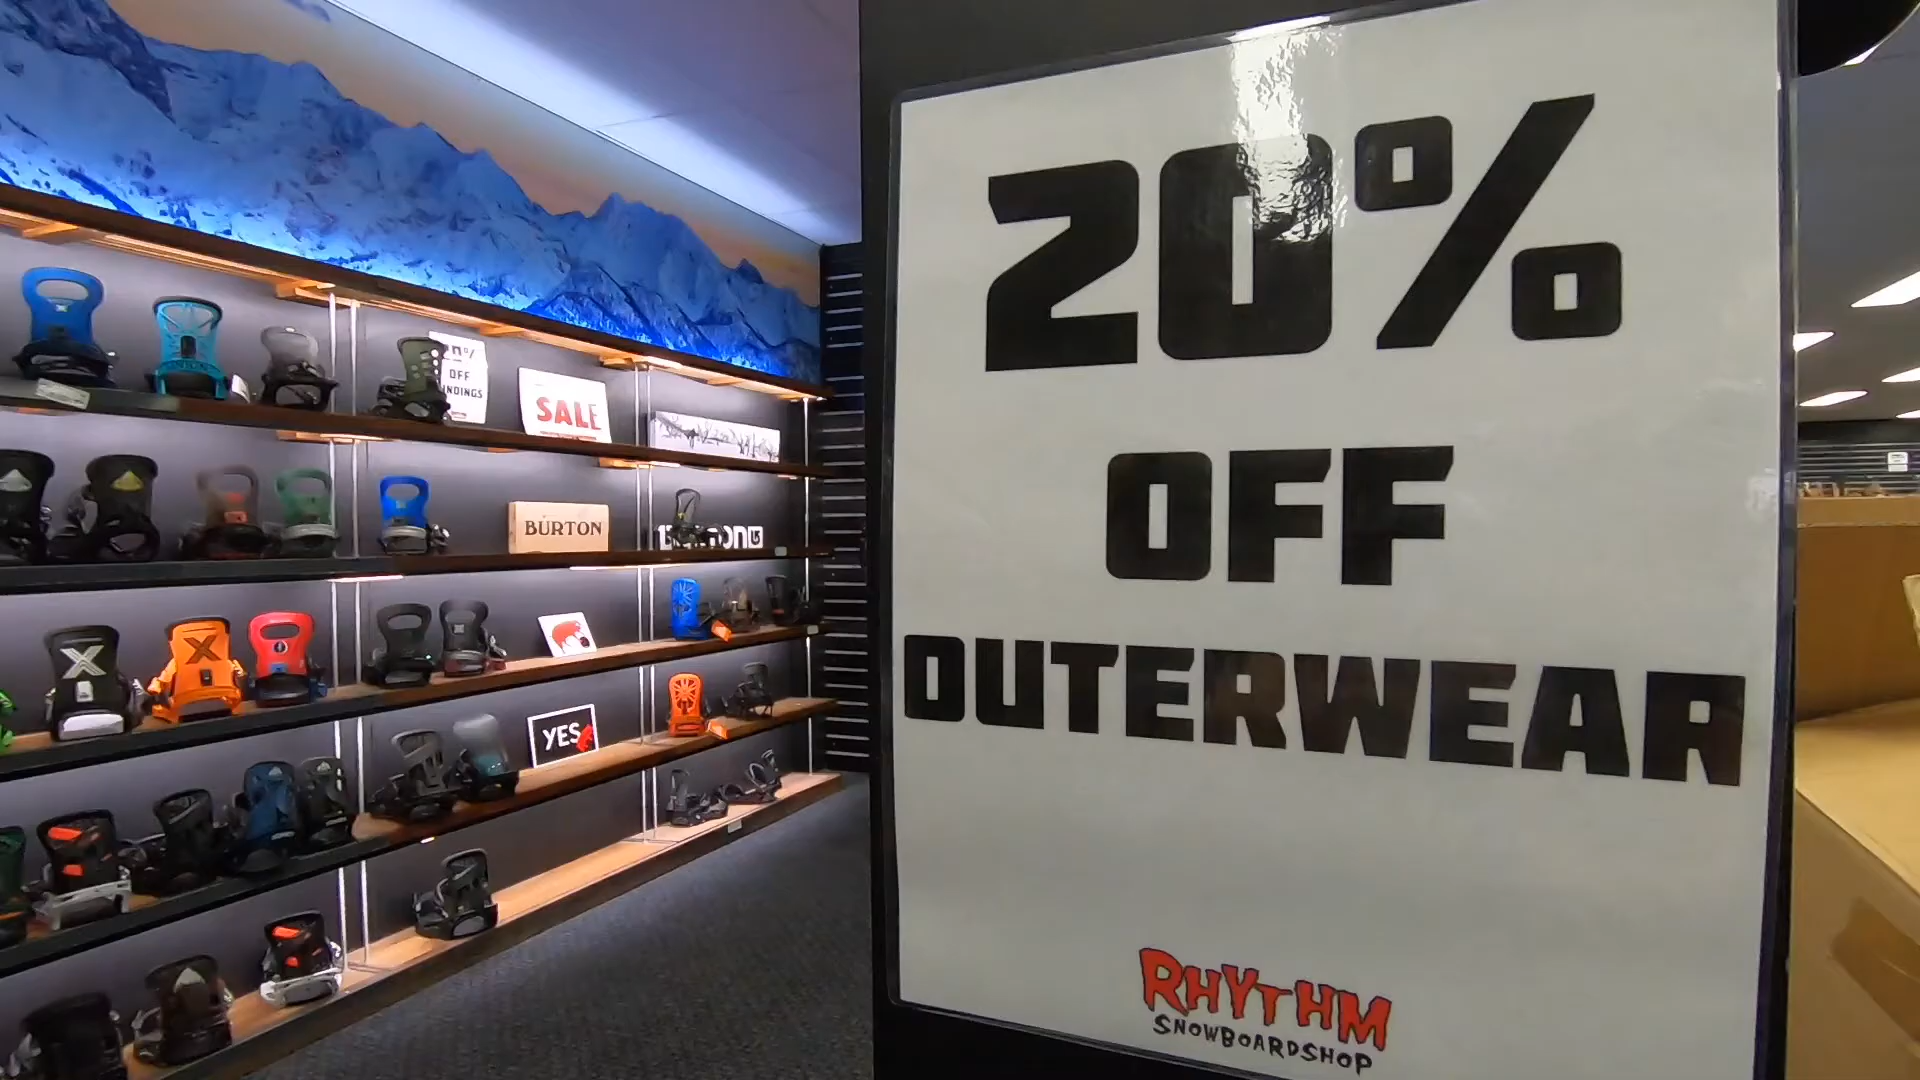 20%
OFF
OUTERWEAR
RHYTHM
SNOWBOARDSHOP
OFF
SALE
BURTON
YES